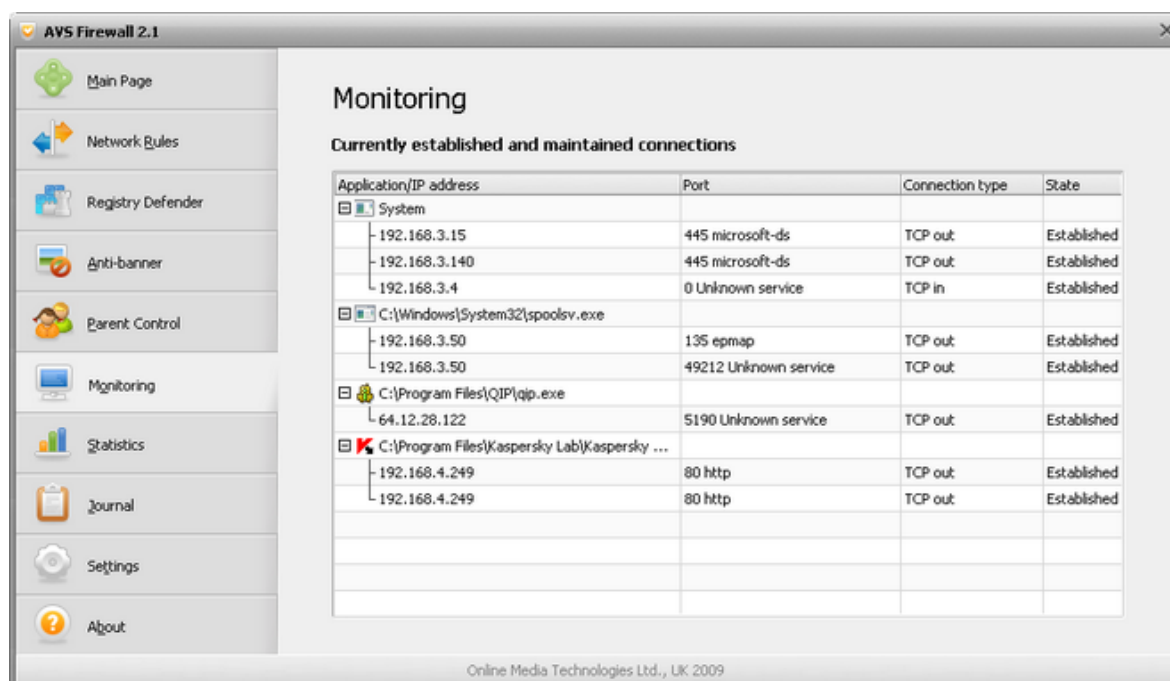 AVS Firewall 2.1
Main Page
Network Rules
Registry Defender
Anti-banner
Parent Control
Monitoring
Statistics
Journal
Settings
About
Monitoring
Currently established and maintained connections
Application/IP address Port Connection type State
System
192.168.3.15 445 microsoft-ds TCP out Established
192.168.3.140 445 microsoft-ds TCP out Established
192.168.3.4 0 Unknown service TCP in Established
C:\Windows\System32\spoolsv.exe
192.168.3.50 135 epmap TCP out Established
192.168.3.50 49212 Unknown service TCP out Established
C:\Program Files\QIP\qip.exe
64.12.28.122 5190 Unknown service TCP out Established
C:\Program Files\Kaspersky Lab\Kaspersky ...
192.168.4.249 80 http TCP out Established
192.168.4.249 80 http TCP out Established
Online Media Technologies Ltd., UK 2009